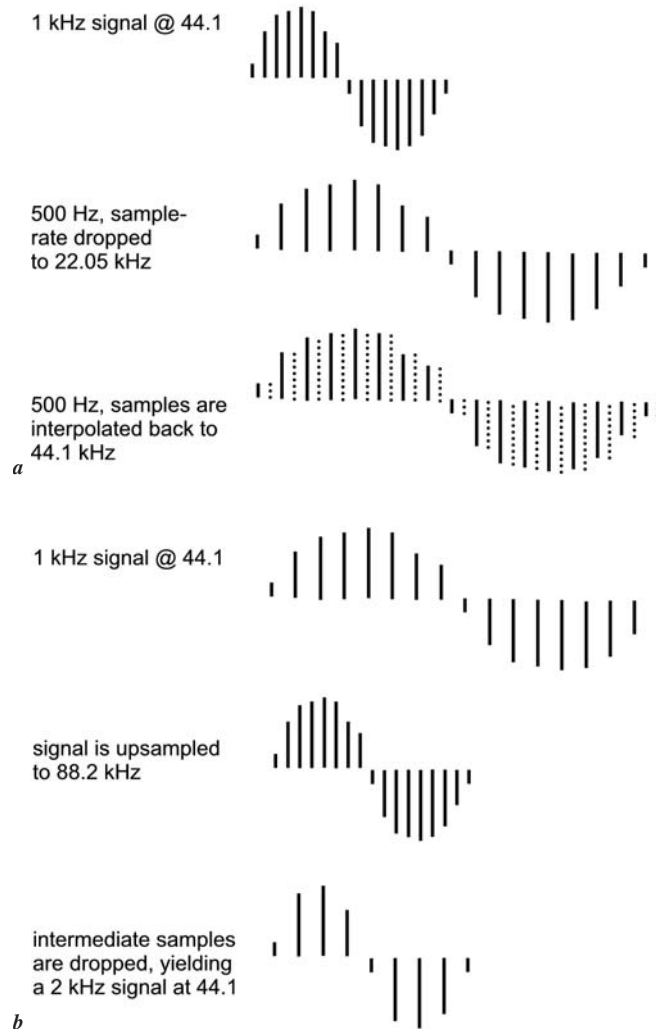 1 kHz signal @ 44.1
500 Hz, sample-
rate dropped
to 22.05 kHz
500 Hz, samples are
interpolated back to
44.1 kHz
a
1 kHz signal @ 44.1
signal is upsampled
to 88.2 kHz
intermediate samples
are dropped, yielding
a 2 kHz signal at 44.1
b